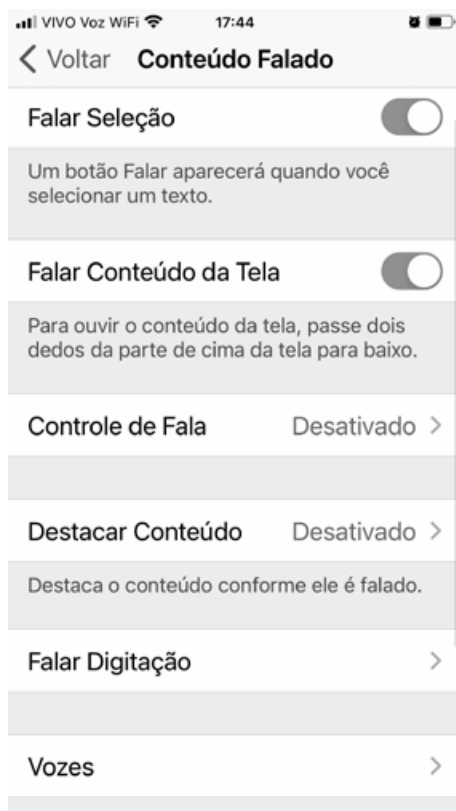 VIVO Voz WiFi 17:44
Voltar Conteúdo Falado
Falar Seleção
Um botão Falar aparecerá quando você
selecionar um texto.
Falar Conteúdo da Tela
Para ouvir o conteúdo da tela, passe dois
dedos da parte de cima da tela para baixo.
Controle de Fala Desativado
Destacar Conteúdo Desativado
Destaca o conteúdo conforme ele é falado.
Falar Digitação
Vozes